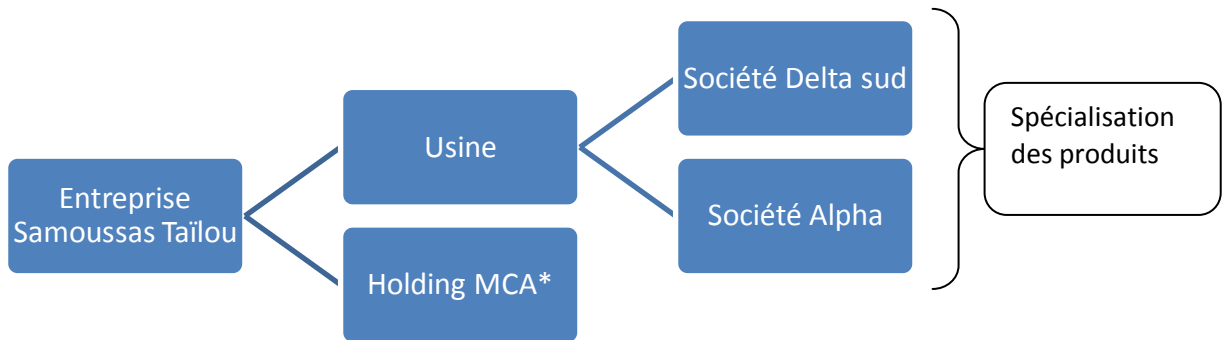 Entreprise
Samoussas Taïlou
Usine
Holding MCA*
Société Delta sud
Société Alpha
Spécialisation
des produits